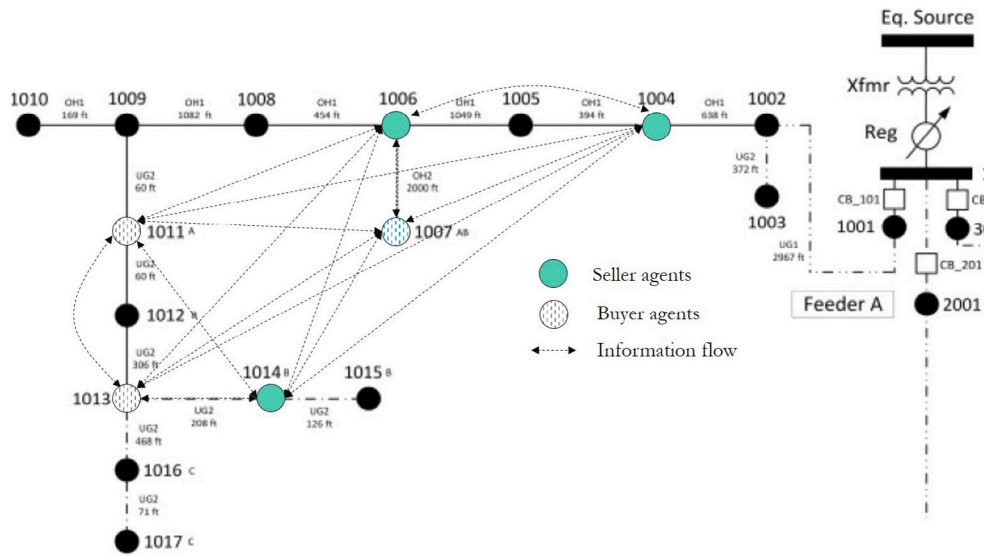 Eq. Source
Xfmr
Reg
1010
OH1
169 ft
1009
OH1
1082 ft
1008
OH1
454 ft
1006
OH1
1049 ft
1005
OH1
394 ft
1004
OH1
638 ft
1002
UG2
372 ft
1003
UG1
2967 ft
CB_101
1001
CB
CB_201
2001
Feeder A
UG2
60 ft
1011 A
UG2
60 ft
1012 B
UG2
306 ft
1013
OH2
2000 ft
1007 AB
1014 B
UG2
208 ft
1015 B
UG2
126 ft
UG2
468 ft
1016 C
UG2
71 ft
1017 C
Seller agents
Buyer agents
Information flow